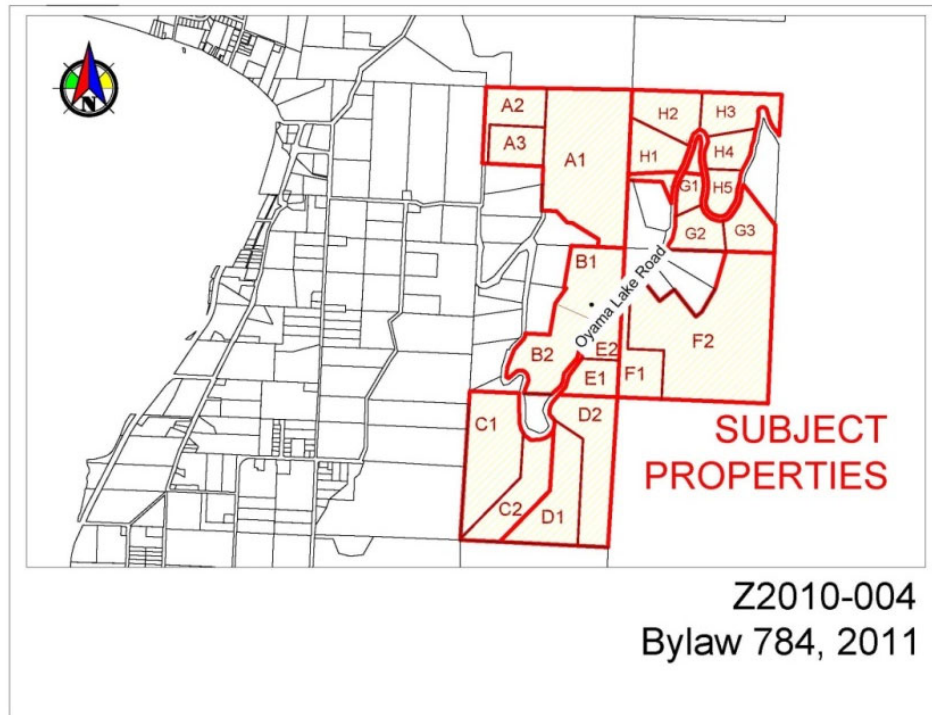 N
A2
A3
A1
H2
H3
H1
H4
G1
H5
G2
G3
B1
Oyama Lake Road
B2
E2
E1
F1
F2
C1
D2
C2
D1
SUBJECT
PROPERTIES
Z2010-004
Bylaw 784, 2011